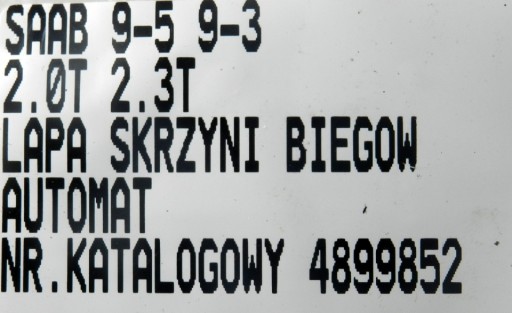 SAAB 9-5 9-3
2.0T 2.3T
LAPA SKRZYNI BIEGOW
AUTOMAT
NR.KATALOGOWY 4899852